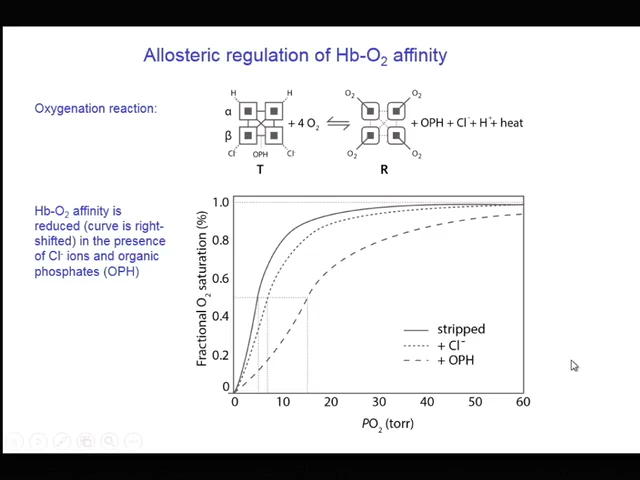 Allosteric regulation of Hb-O₂ affinity
Oxygenation reaction:
H H
α
β
Cl⁻ OPH Cl⁻
T
+ 4 O₂
O₂ O₂
O₂ O₂
R
+ OPH + Cl⁻ + H⁺ + heat
Hb-O₂ affinity is
reduced (curve is right-
shifted) in the presence
of Cl⁻ ions and organic
phosphates (OPH)
Fractional O₂ saturation (%)
1.0
0.8
0.6
0.4
0.2
0
stripped
+ Cl⁻
+ OPH
0 10 20 30 40 50 60
PO₂ (torr)